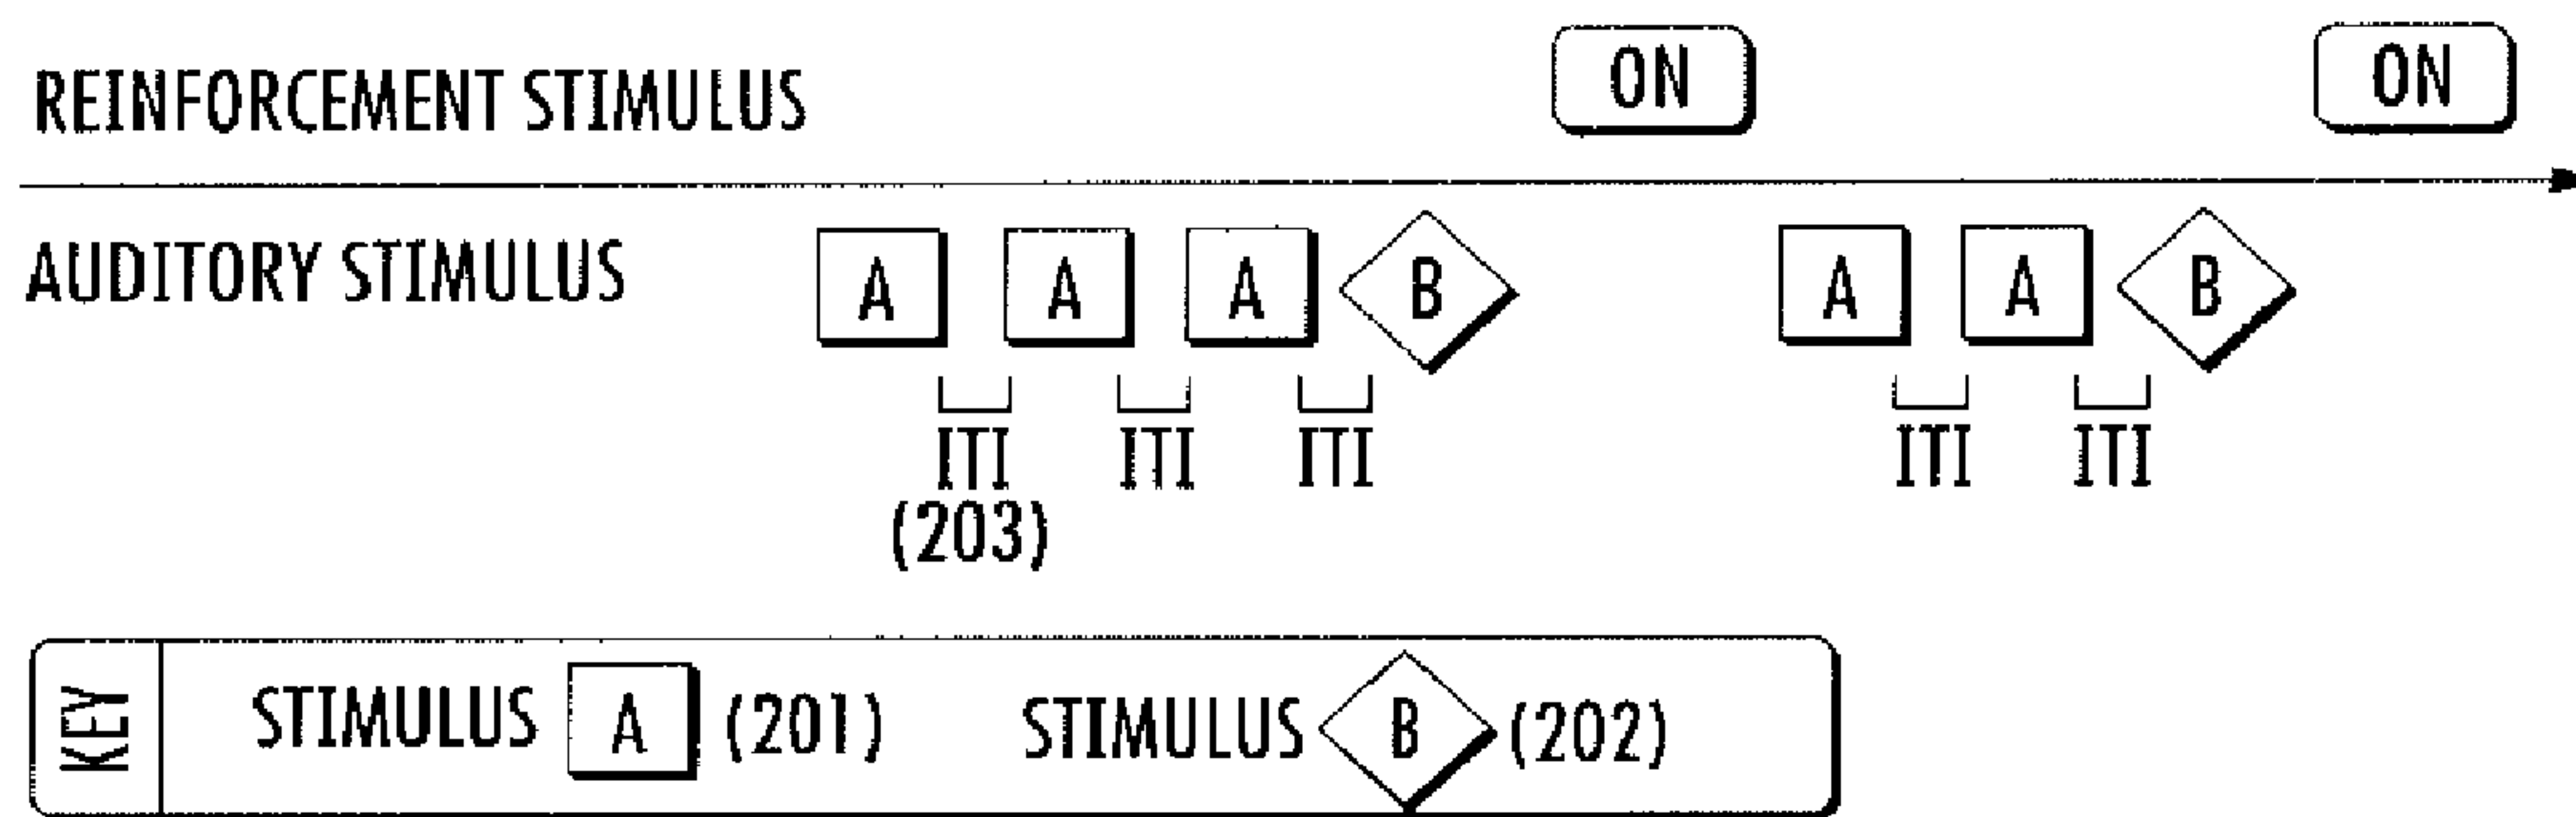 REINFORCEMENT STIMULUS ON ON
AUDITORY STIMULUS A A A B A A B
ITI ITI ITI ITI ITI
(203)
KEY STIMULUS A (201) STIMULUS B (202)